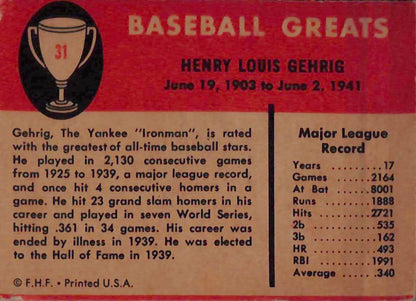 31
BASEBALL GREATS
HENRY LOUIS GEHRIG
June 19, 1903 to June 2, 1941
Gehrig, The Yankee "Ironman", is rated
with the greatest of all-time baseball stars.
He played in 2,130 consecutive games
from 1925 to 1939, a major league record,
and once hit 4 consecutive homers in a
game. He hit 23 grand slam homers in his
career and played in seven World Series,
hitting .361 in 34 games. His career was
ended by illness in 1939. He was elected
to the Hall of Fame in 1939.
© F.H.F. • Printed U.S.A.
Major League
Record
Years ........... 17
Games ........ 2164
At Bat ........ 8001
Runs .......... 1888
Hits ............ 2721
2b ............... 535
3b ............... 162
HR ............... 493
RBI ............ 1991
Average ...... .340